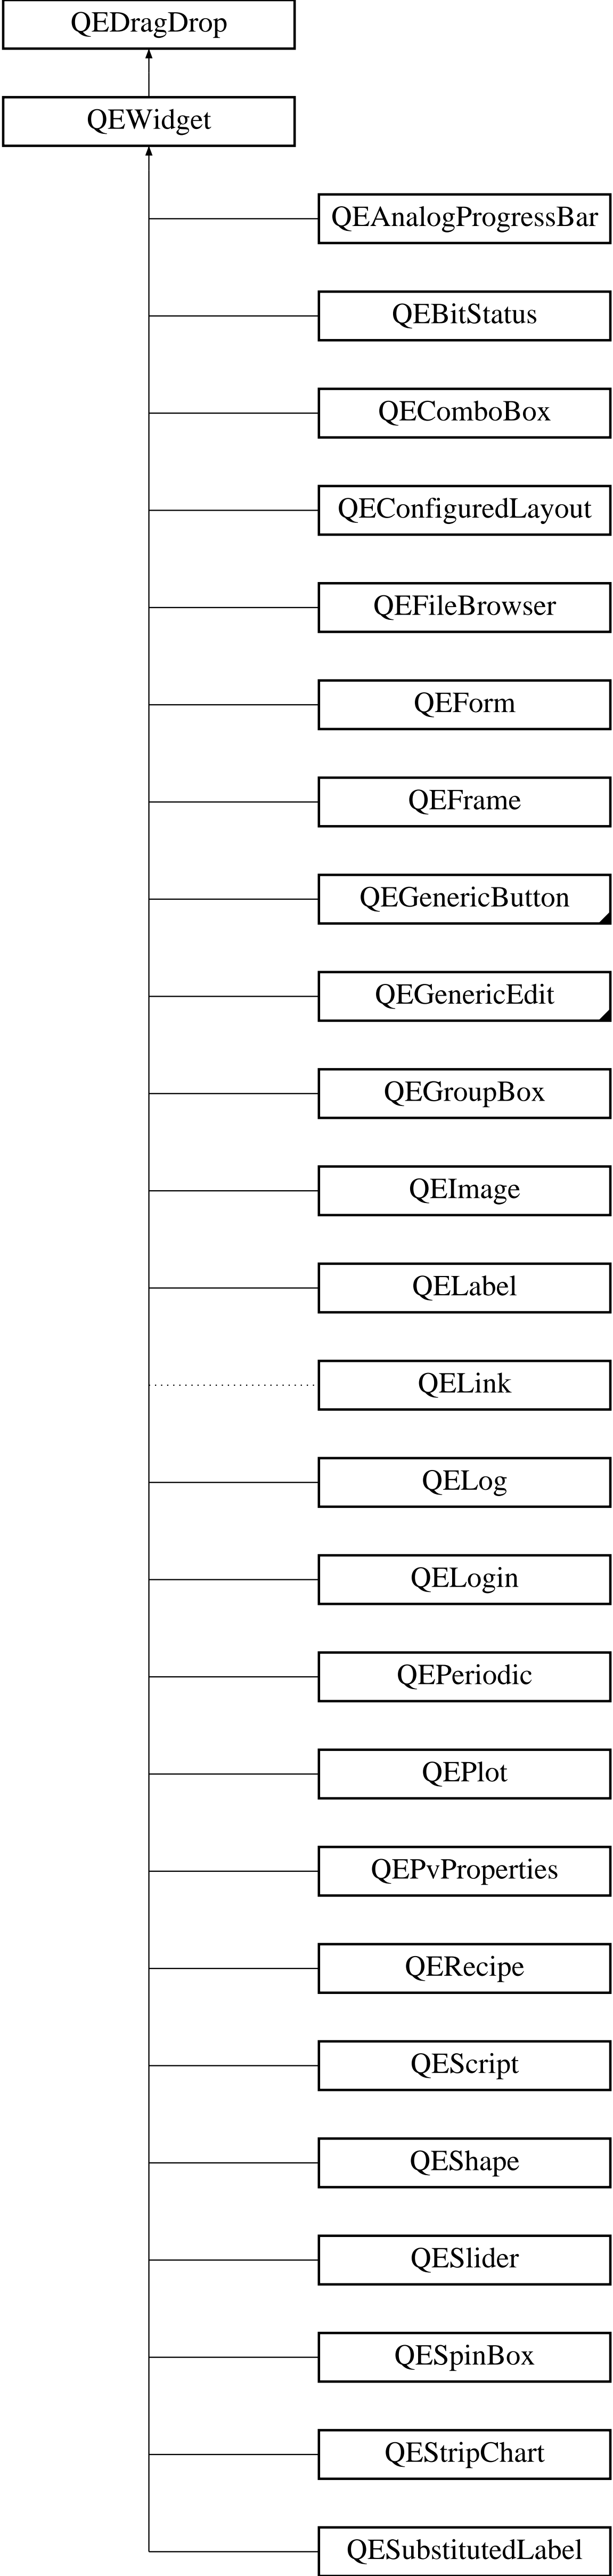 QEDragDrop
QEWidget
QEAnalogProgressBar
QEBitStatus
QEComboBox
QEConfiguredLayout
QEFileBrowser
QEForm
QEFrame
QEGenericButton
QEGenericEdit
QEGroupBox
QEImage
QELabel
QELink
QELog
QELogin
QEPeriodic
QEPlot
QEPvProperties
QERecipe
QEScript
QEShape
QESlider
QESpinBox
QEStripChart
QESubstitutedLabel